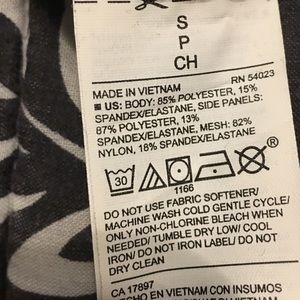 S
P
CH
MADE IN VIETNAM RN 54023
US: BODY: 85% POLYESTER, 15%
SPANDEX/ELASTANE, SIDE PANELS:
87% POLYESTER, 13%
SPANDEX/ELASTANE, MESH: 82%
NYLON, 18% SPANDEX/ELASTANE
30
1166
DO NOT USE FABRIC SOFTENER/
MACHINE WASH COLD GENTLE CYCLE/
ONLY NON-CHLORINE BLEACH WHEN
NEEDED/ TUMBLE DRY LOW/ COOL
IRON/ DO NOT IRON LABEL/ DO NOT
DRY CLEAN
CA 17897
HECHO EN VIETNAM CON INSUMOS